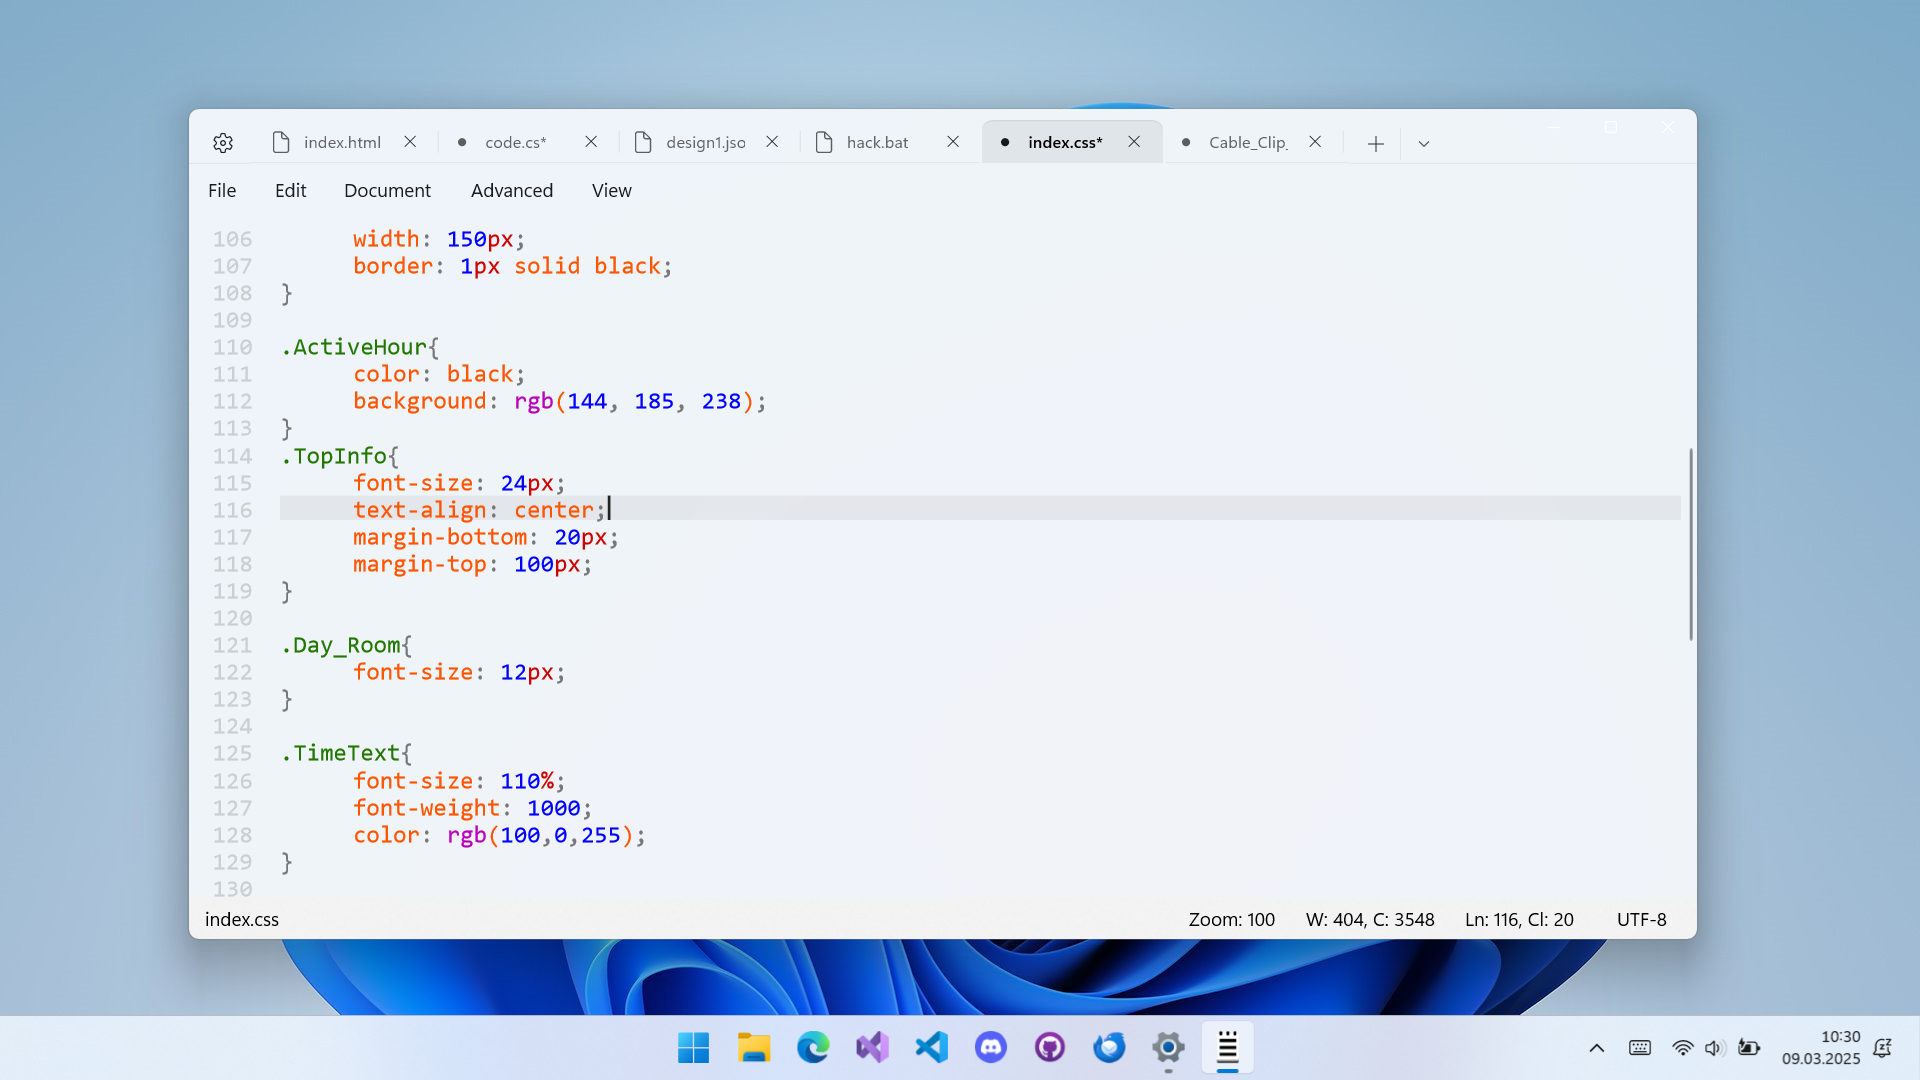 index.html
code.cs*
design1.jso
hack.bat
index.css*
Cable_Clip_
File Edit Document Advanced View
106 width: 150px;
107 border: 1px solid black;
108 }
109
110 .ActiveHour{
111 color: black;
112 background: rgb(144, 185, 238);
113 }
114 .TopInfo{
115 font-size: 24px;
116 text-align: center;
117 margin-bottom: 20px;
118 margin-top: 100px;
119 }
120
121 .Day_Room{
122 font-size: 12px;
123 }
124
125 .TimeText{
126 font-size: 110%;
127 font-weight: 1000;
128 color: rgb(100,0,255);
129 }
130
index.css Zoom: 100 W: 404, C: 3548 Ln: 116, Cl: 20 UTF-8
10:30
09.03.2025